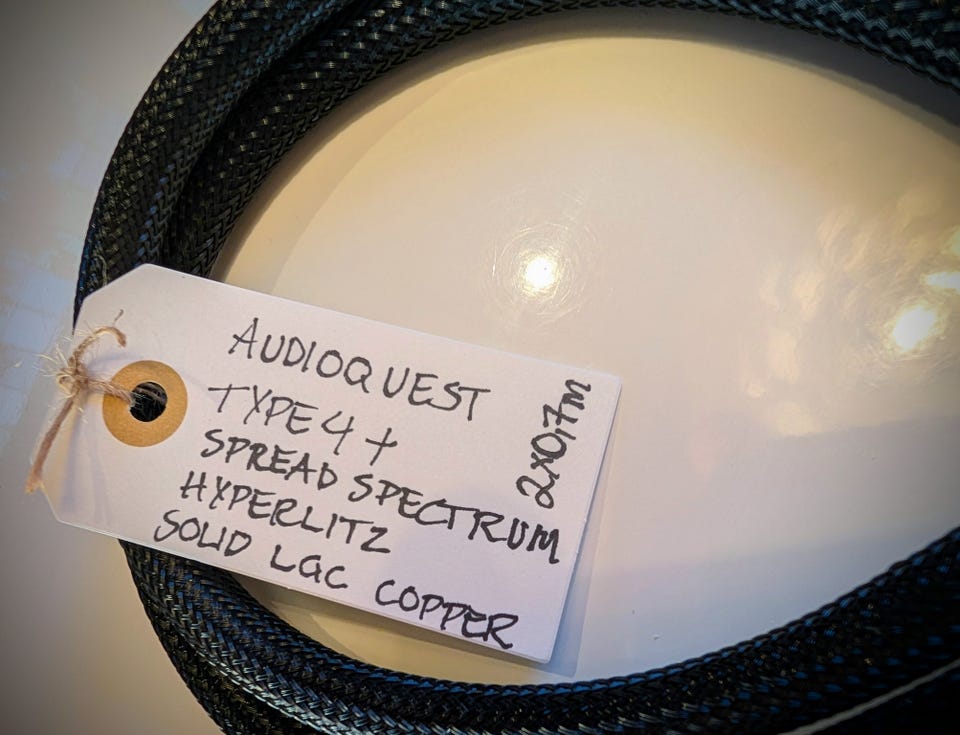 AUDIOQUEST
TYPE 4 +
SPREAD SPECTRUM
HYPERLITZ
SOLID LGC COPPER
2x0,7m